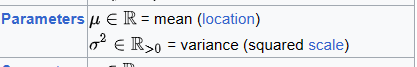 Parameters μ ∈ ℝ = mean (location)
σ² ∈ ℝ>0 = variance (squared scale)